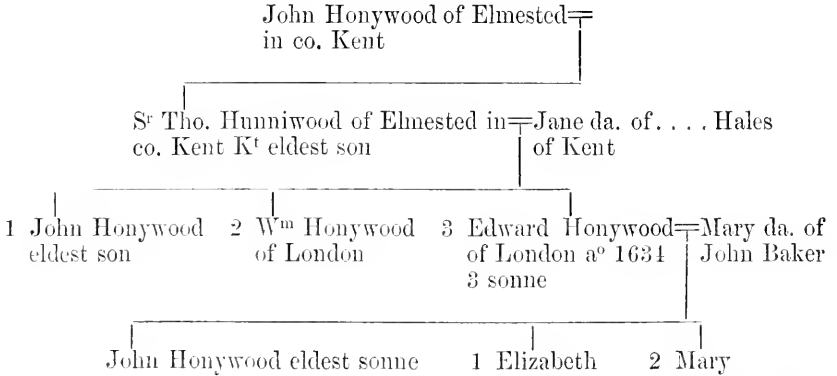 John Honywood of Elmested
in co. Kent
Sr Tho. Hunniwood of Elmested in
co. Kent Kt eldest son
Jane da. of.... Hales
of Kent
1 John Honywood
eldest son
2 Wm Honywood
of London
3 Edward Honywood
of London ao 1634
3 sonne
Mary da. of
John Baker
John Honywood eldest sonne
1 Elizabeth
2 Mary